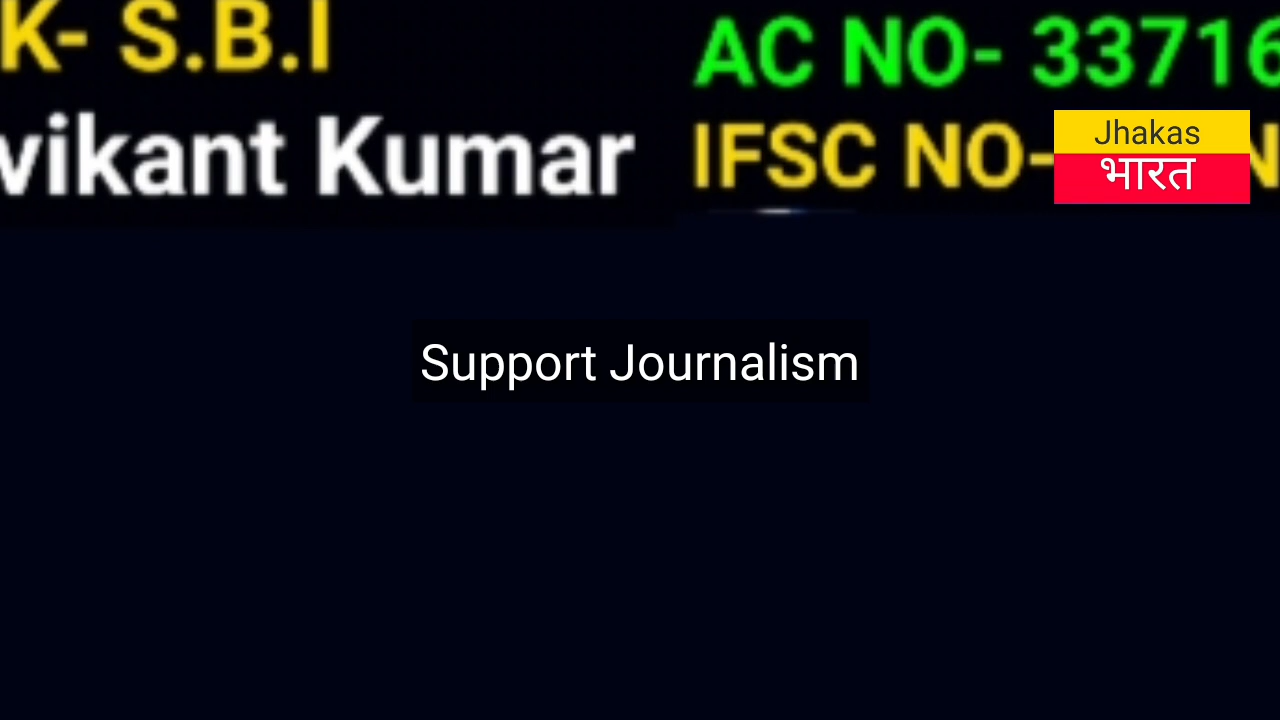 K- S.B.I
vikant Kumar
AC NO- 33716
IFSC NO- N
Jhakas
भारत
Support Journalism